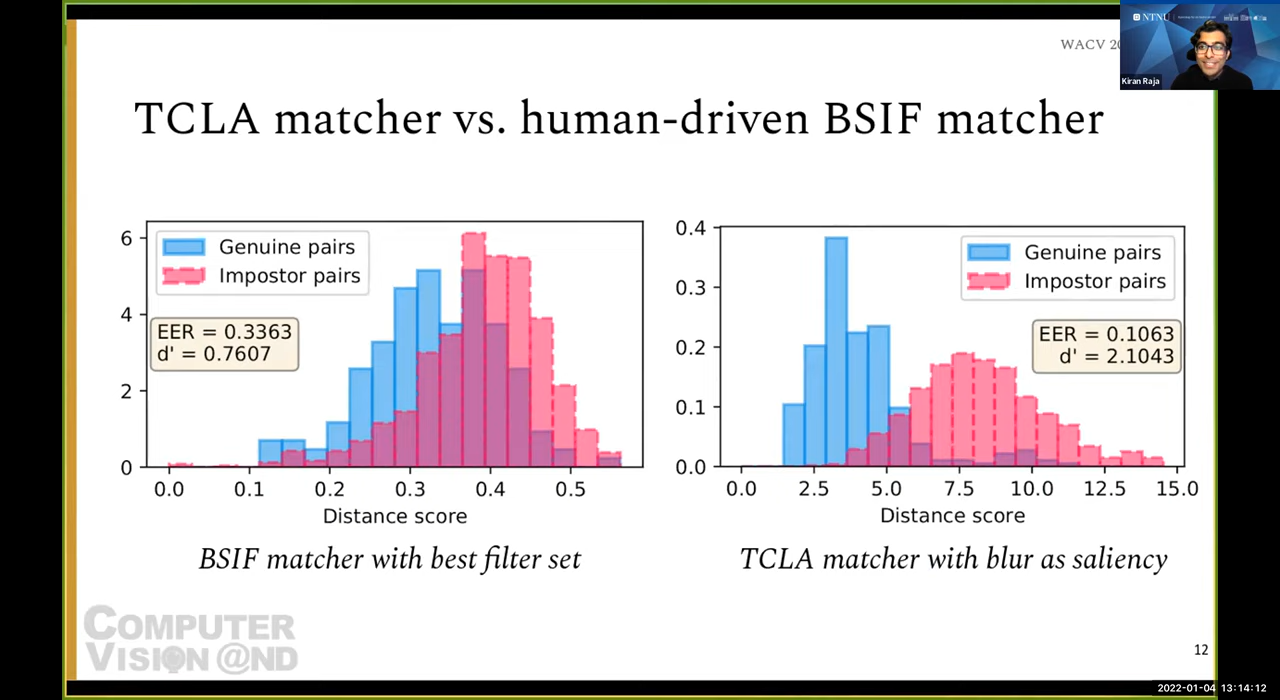 WACV 20
NTNU
Kiran Raja
TCLA matcher vs. human-driven BSIF matcher
6
4
2
0
Genuine pairs
Impostor pairs
EER = 0.3363
d' = 0.7607
0.0 0.1 0.2 0.3 0.4 0.5
Distance score
BSIF matcher with best filter set
0.4
0.3
0.2
0.1
0.0
Genuine pairs
Impostor pairs
EER = 0.1063
d' = 2.1043
0.0 2.5 5.0 7.5 10.0 12.5 15.0
Distance score
TCLA matcher with blur as saliency
COMPUTER
VISION @ND
12
2022-01-04 13:14:12